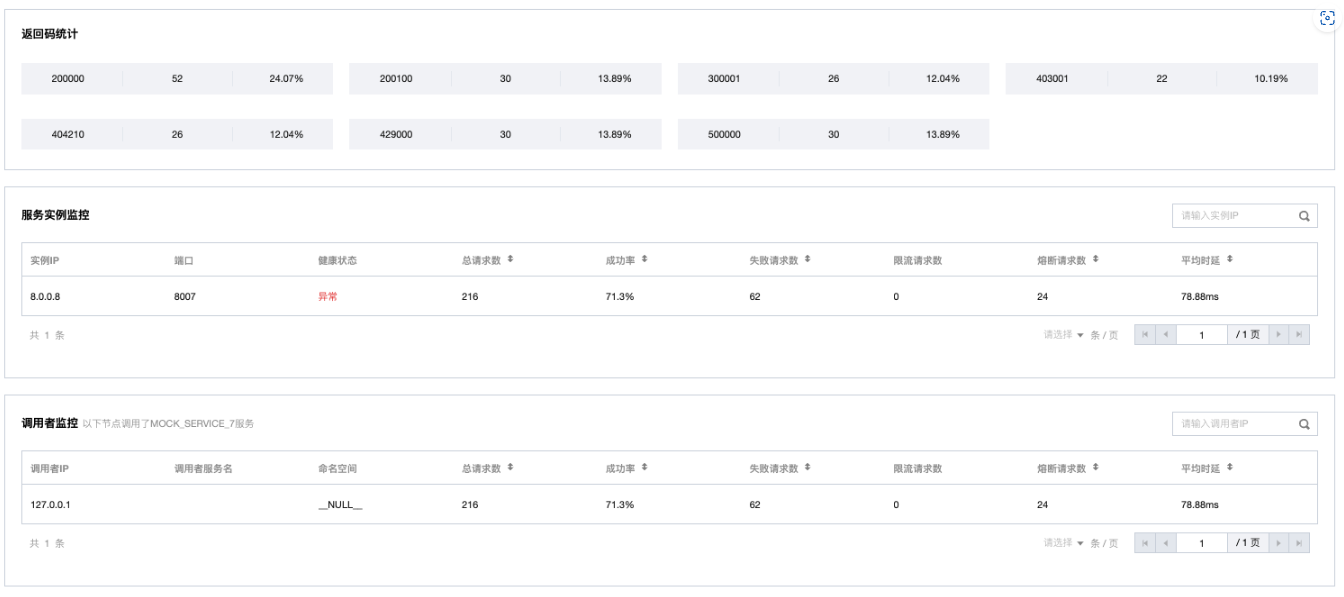 返回码统计
200000 52 24.07% 200100 30 13.89% 300001 26 12.04% 403001 22 10.19%
404210 26 12.04% 429000 30 13.89% 500000 30 13.89%
服务实例监控 请输入实例IP
实例IP 端口 健康状态 总请求数 成功率 失败请求数 限流请求数 熔断请求数 平均时延
8.0.0.8 8007 异常 216 71.3% 62 0 24 78.88ms
共 1 条 请选择 条 / 页 1 / 1 页
调用者监控 以下节点调用了MOCK_SERVICE_7服务 请输入调用者IP
调用者IP 调用者服务名 命名空间 总请求数 成功率 失败请求数 限流请求数 熔断请求数 平均时延
127.0.0.1 __NULL__ 216 71.3% 62 0 24 78.88ms
共 1 条 请选择 条 / 页 1 / 1 页